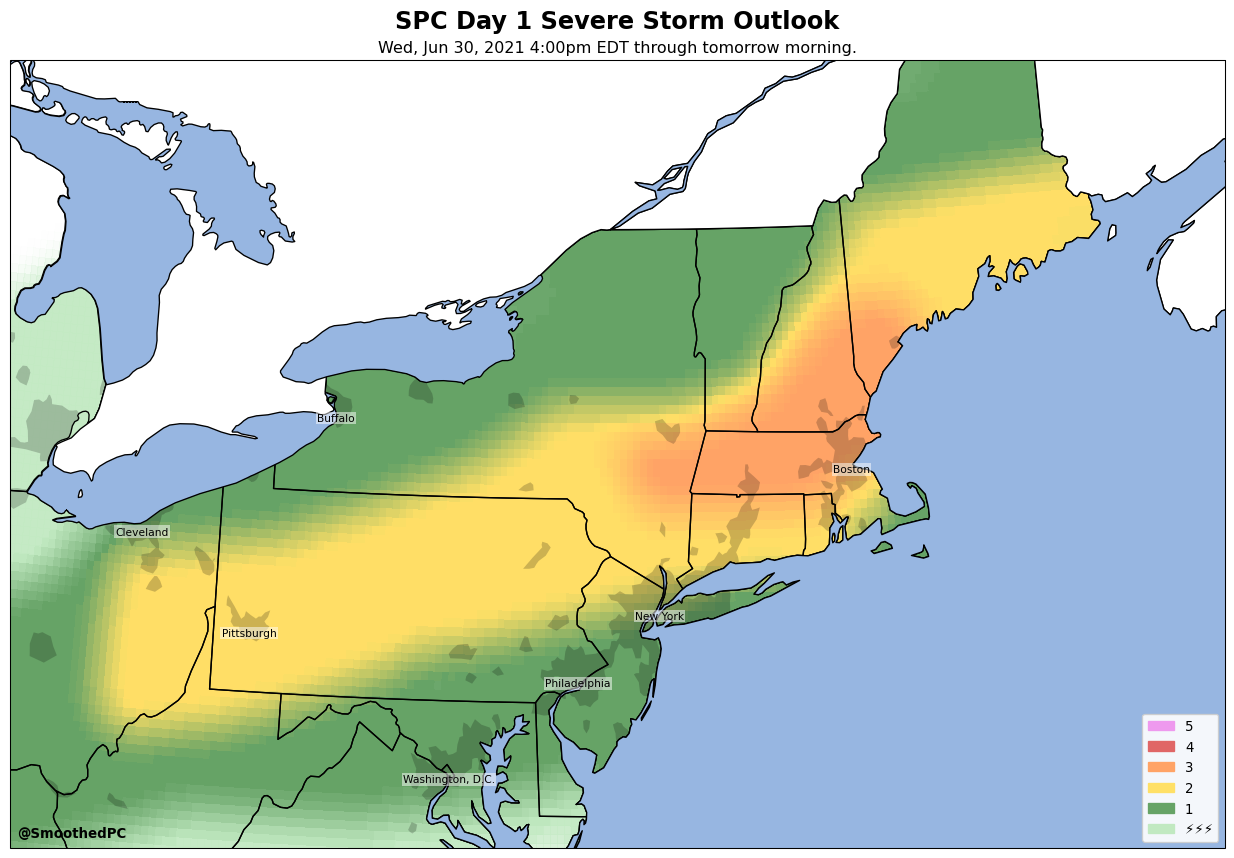 SPC Day 1 Severe Storm Outlook
Wed, Jun 30, 2021 4:00pm EDT through tomorrow morning.
Buffalo
Boston
Cleveland
New York
Pittsburgh
Philadelphia
Washington, D.C.
5
4
3
2
1
⚡⚡⚡
@SmoothedPC